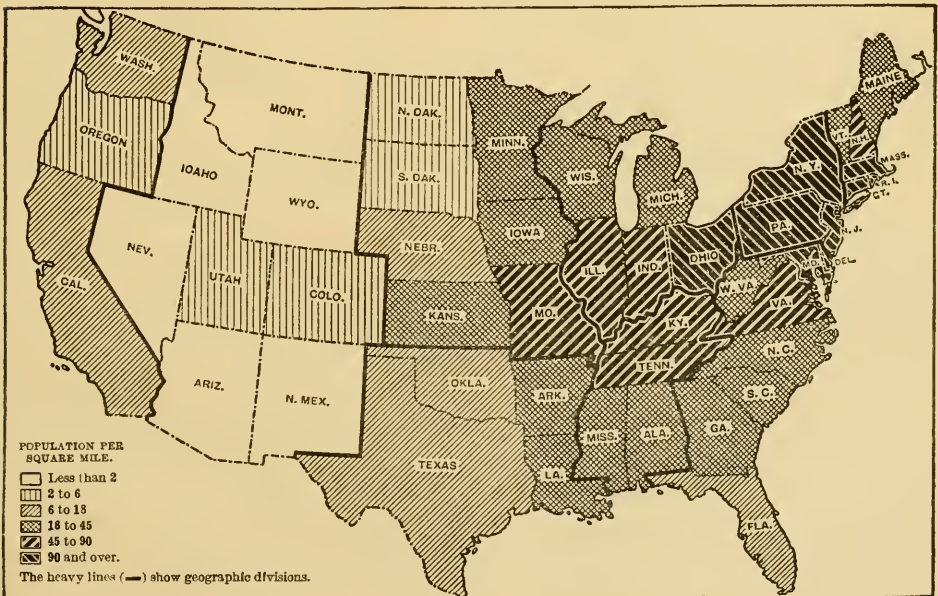 WASH.
OREGON
CAL.
NEV.
IDAHO
MONT.
WYO.
UTAH
COLO.
ARIZ.
N. MEX.
N. DAK.
S. DAK.
NEBR.
KANS.
OKLA.
TEXAS
MINN.
IOWA
MO.
ARK.
LA.
WIS.
MICH.
ILL.
IND.
OHIO
KY.
TENN.
MISS.
ALA.
GA.
FLA.
S. C.
N. C.
VA.
W. VA.
MD.
DEL.
PA.
N. J.
N. Y.
CT.
R. I.
MASS.
VT.
N. H.
MAINE
POPULATION PER
SQUARE MILE.
Less than 2
2 to 6
6 to 18
18 to 45
45 to 90
90 and over.
The heavy lines (▬) show geographic divisions.